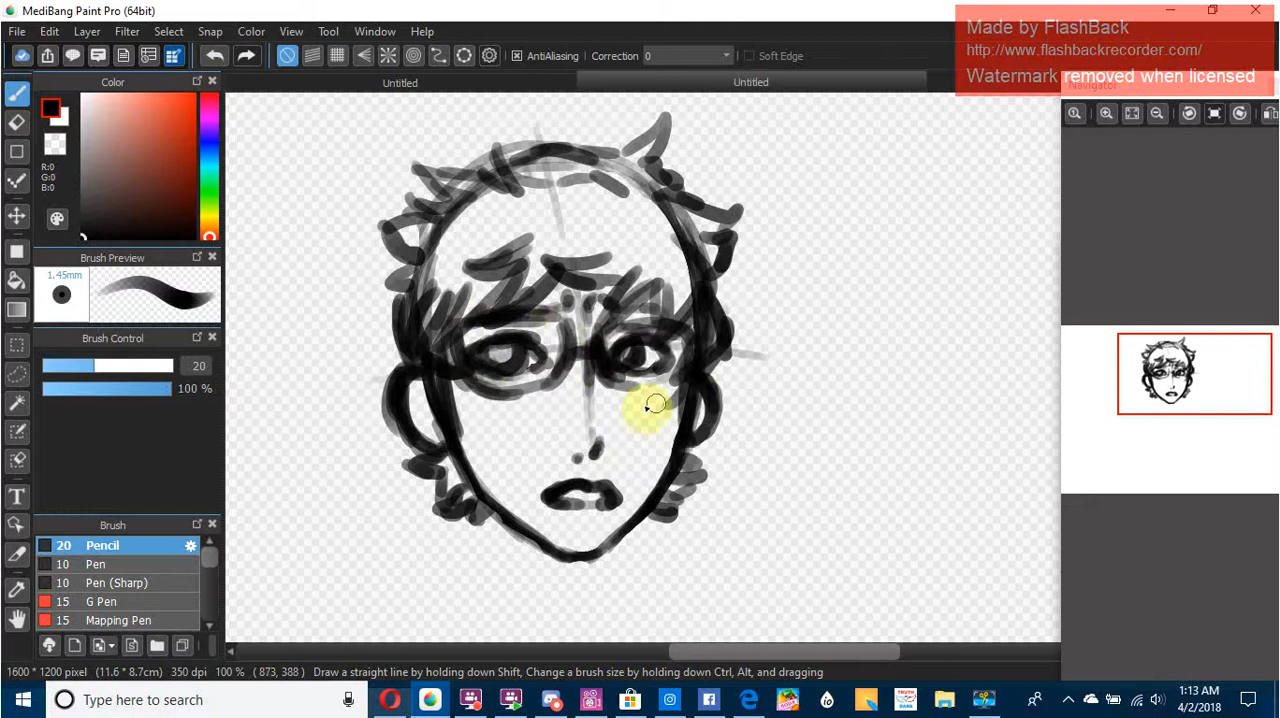 MediBang Paint Pro (64bit)
Made by FlashBack
http://www.flashbackrecorder.com/
Watermark removed when licensed
File Edit Layer Filter Select Snap Color View Tool Window Help
AntiAliasing Correction 0 Soft Edge
Color
Untitled
Untitled
Navigator
R:0
G:0
B:0
Brush Preview
1.45mm
Brush Control
20
100 %
Brush
20 Pencil
10 Pen
10 Pen (Sharp)
15 G Pen
15 Mapping Pen
1600 * 1200 pixel (11.6 * 8.7cm) 350 dpi 100 % ( 873, 388 ) Draw a straight line by holding down Shift, Change a brush size by holding down Ctrl, Alt, and dragging
Type here to search
TRUTH
DARE
1:13 AM
4/2/2018